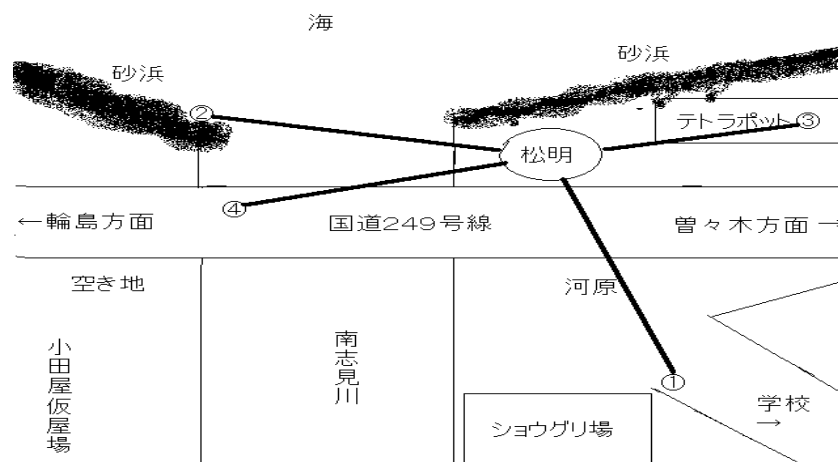 海
砂浜
砂浜
②
テトラポット
③
松明
④
←輪島方面
国道249号線
曽々木方面→
空き地
河原
小田屋仮屋場
南志見川
①
学校
→
ショウグリ場